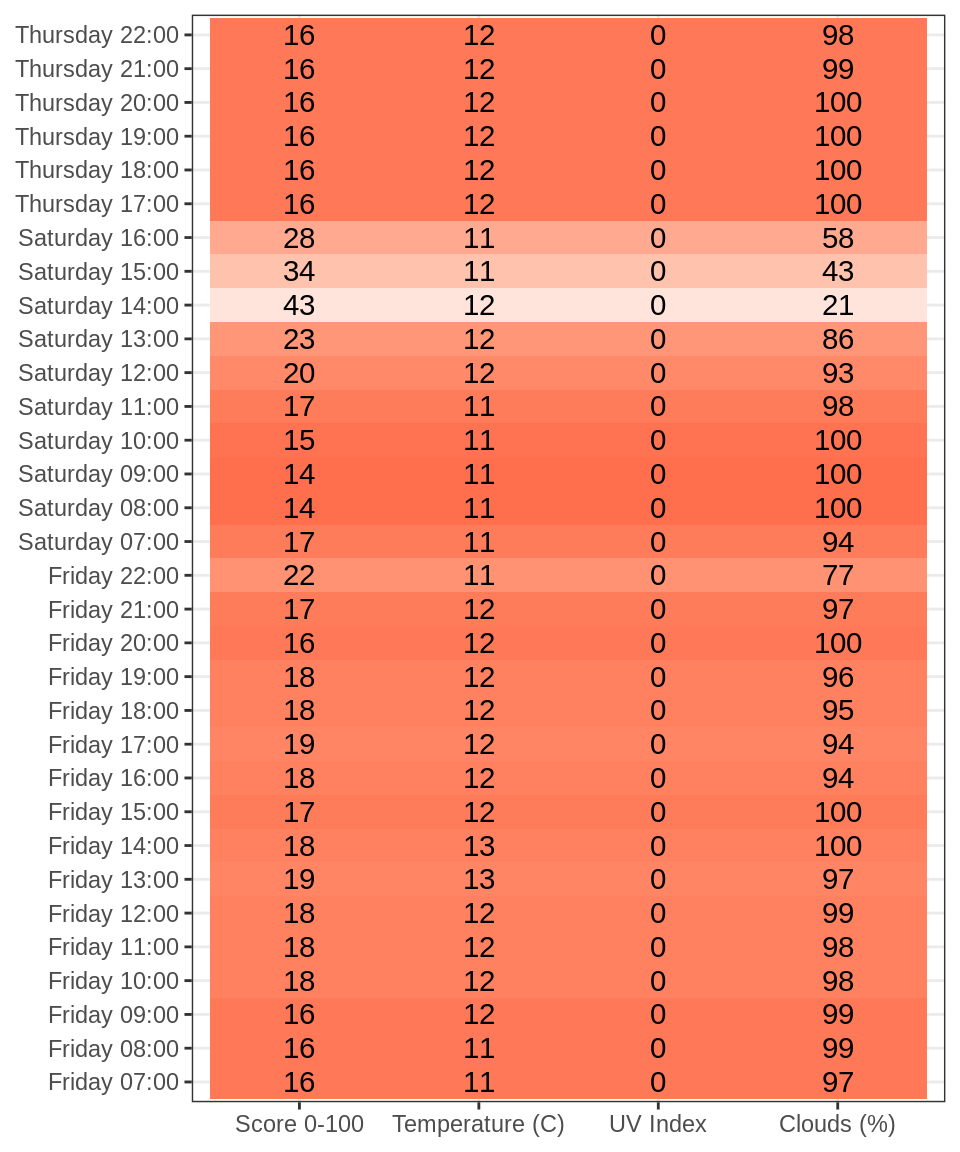 Thursday 22:00 16 12 0 98
Thursday 21:00 16 12 0 99
Thursday 20:00 16 12 0 100
Thursday 19:00 16 12 0 100
Thursday 18:00 16 12 0 100
Thursday 17:00 16 12 0 100
Saturday 16:00 28 11 0 58
Saturday 15:00 34 11 0 43
Saturday 14:00 43 12 0 21
Saturday 13:00 23 12 0 86
Saturday 12:00 20 12 0 93
Saturday 11:00 17 11 0 98
Saturday 10:00 15 11 0 100
Saturday 09:00 14 11 0 100
Saturday 08:00 14 11 0 100
Saturday 07:00 17 11 0 94
Friday 22:00 22 11 0 77
Friday 21:00 17 12 0 97
Friday 20:00 16 12 0 100
Friday 19:00 18 12 0 96
Friday 18:00 18 12 0 95
Friday 17:00 19 12 0 94
Friday 16:00 18 12 0 94
Friday 15:00 17 12 0 100
Friday 14:00 18 13 0 100
Friday 13:00 19 13 0 97
Friday 12:00 18 12 0 99
Friday 11:00 18 12 0 98
Friday 10:00 18 12 0 98
Friday 09:00 16 12 0 99
Friday 08:00 16 11 0 99
Friday 07:00 16 11 0 97
Score 0-100 Temperature (C) UV Index Clouds (%)